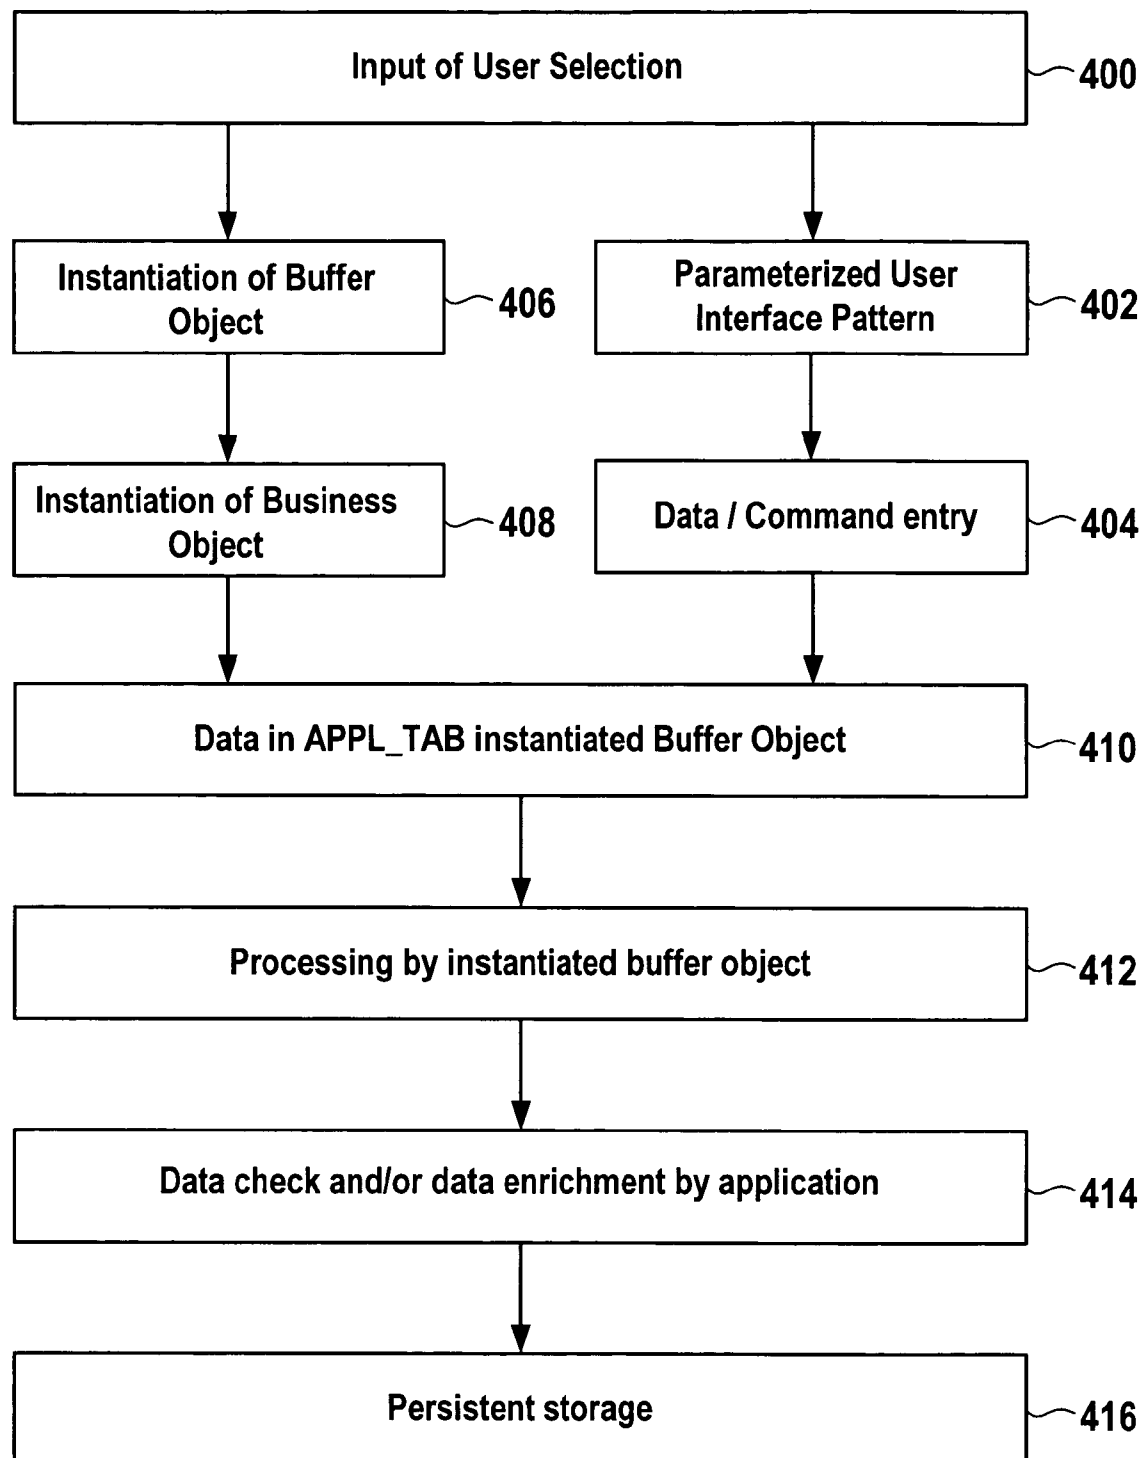 Input of User Selection
400
Instantiation of Buffer
Object
406
Parameterized User
Interface Pattern
402
Instantiation of Business
Object
408
Data / Command entry
404
Data in APPL_TAB instantiated Buffer Object
410
Processing by instantiated buffer object
412
Data check and/or data enrichment by application
414
Persistent storage
416